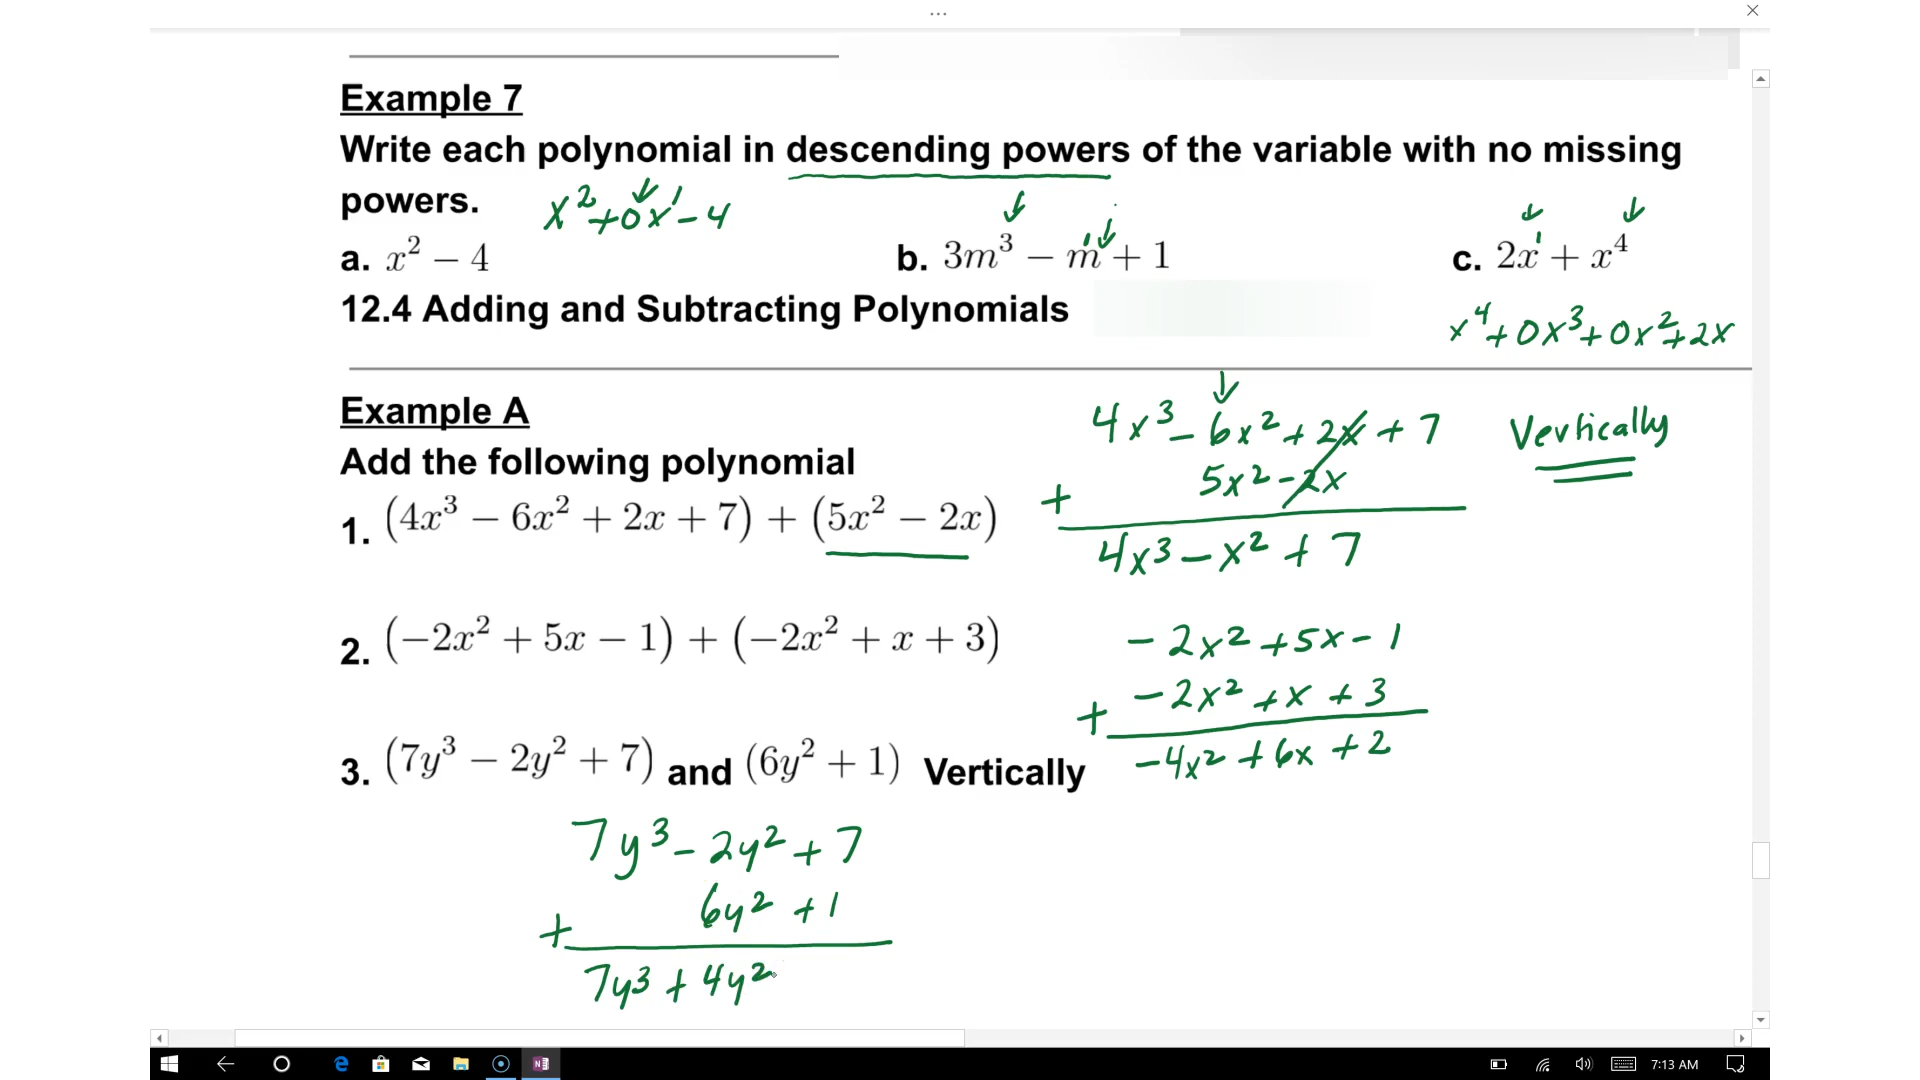 Example 7
Write each polynomial in descending powers of the variable with no missing
powers. x² + 0x¹ - 4
a. x² − 4 b. 3m³ − m¹ + 1 c. 2x¹ + x⁴
12.4 Adding and Subtracting Polynomials
x⁴ + 0x³ + 0x² + 2x
Example A
4x³ - 6x² + 2x + 7 Vertically
Add the following polynomial
5x² - 2x
+
1. (4x³ − 6x² + 2x + 7) + (5x² − 2x)
4x³ - x² + 7
2. (−2x² + 5x − 1) + (−2x² + x + 3)
- 2x² + 5x - 1
+ - 2x² + x + 3
- 4x² + 6x + 2
3. (7y³ − 2y² + 7) and (6y² + 1) Vertically
7y³ - 2y² + 7
+ 6y² + 1
7y³ + 4y²
7:13 AM